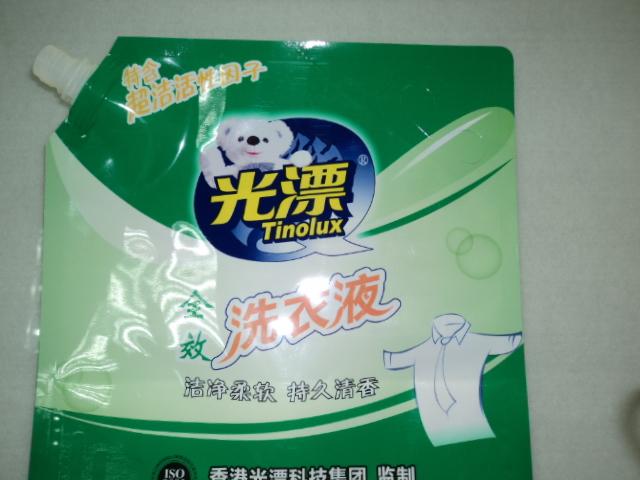 特含
超洁活性因子
光漂
®
Tinolux
全效
洗衣液
洁净柔软 持久清香
ISO
香港光漂科技集团 监制